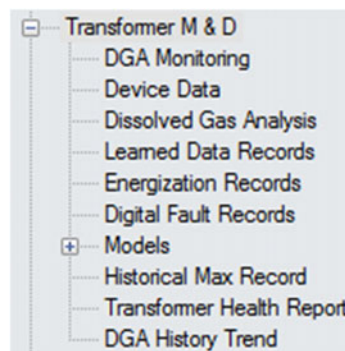 Transformer M & D
DGA Monitoring
Device Data
Dissolved Gas Analysis
Learned Data Records
Energization Records
Digital Fault Records
Models
Historical Max Record
Transformer Health Report
DGA History Trend